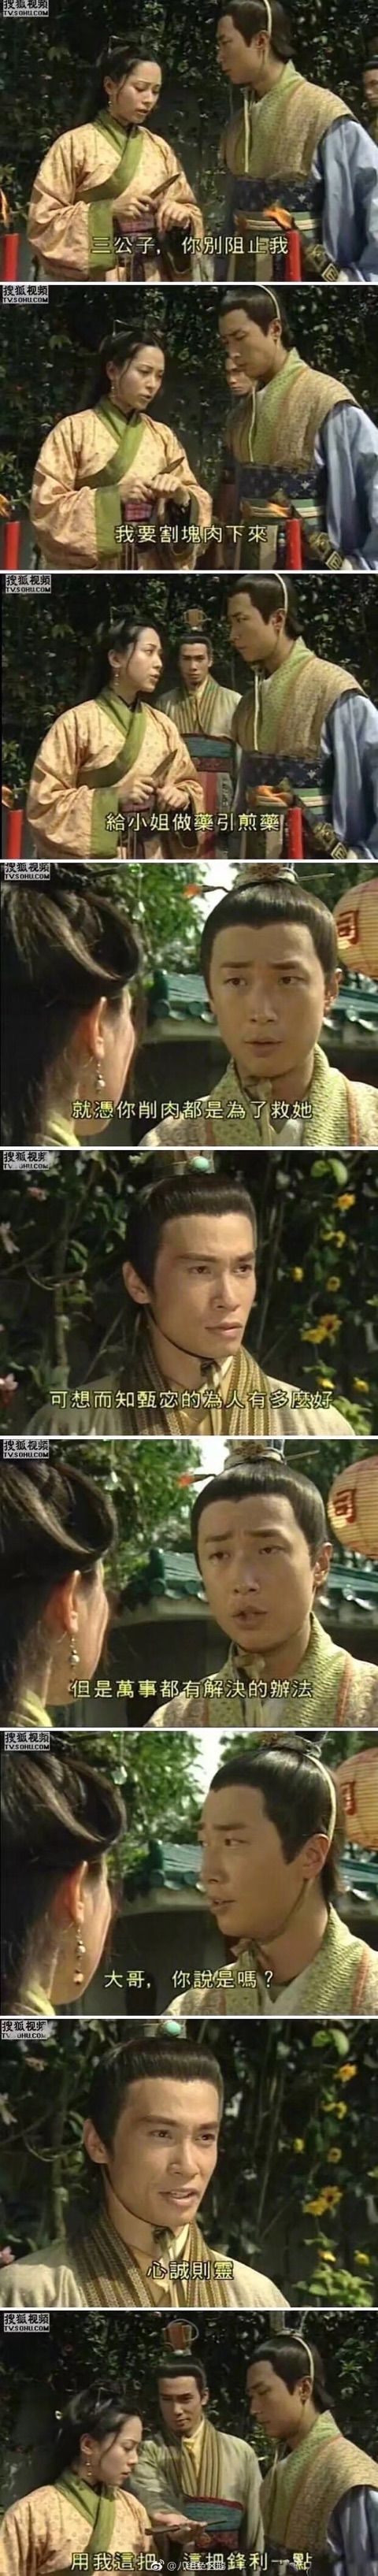 搜狐视频
TV.SOHU.COM
三公子，你別阻止我
搜狐视频
TV.SOHU.COM
我要割塊肉下來
搜狐视频
TV.SOHU.COM
給小姐做藥引煎藥
搜狐视频
TV.SOHU.COM
司
就憑你削肉都是為了救她
搜狐视频
可想而知甄宓的為人有多麼好
搜狐视频
TV.SOHU.COM
司
但是萬事都有解決的辦法
搜狐视频
TV.SOHU.COM
大哥，你說是嗎？
搜狐视频
心誠則靈
搜狐视频
TV.SOHU.COM
用我這把，這把鋒利一點